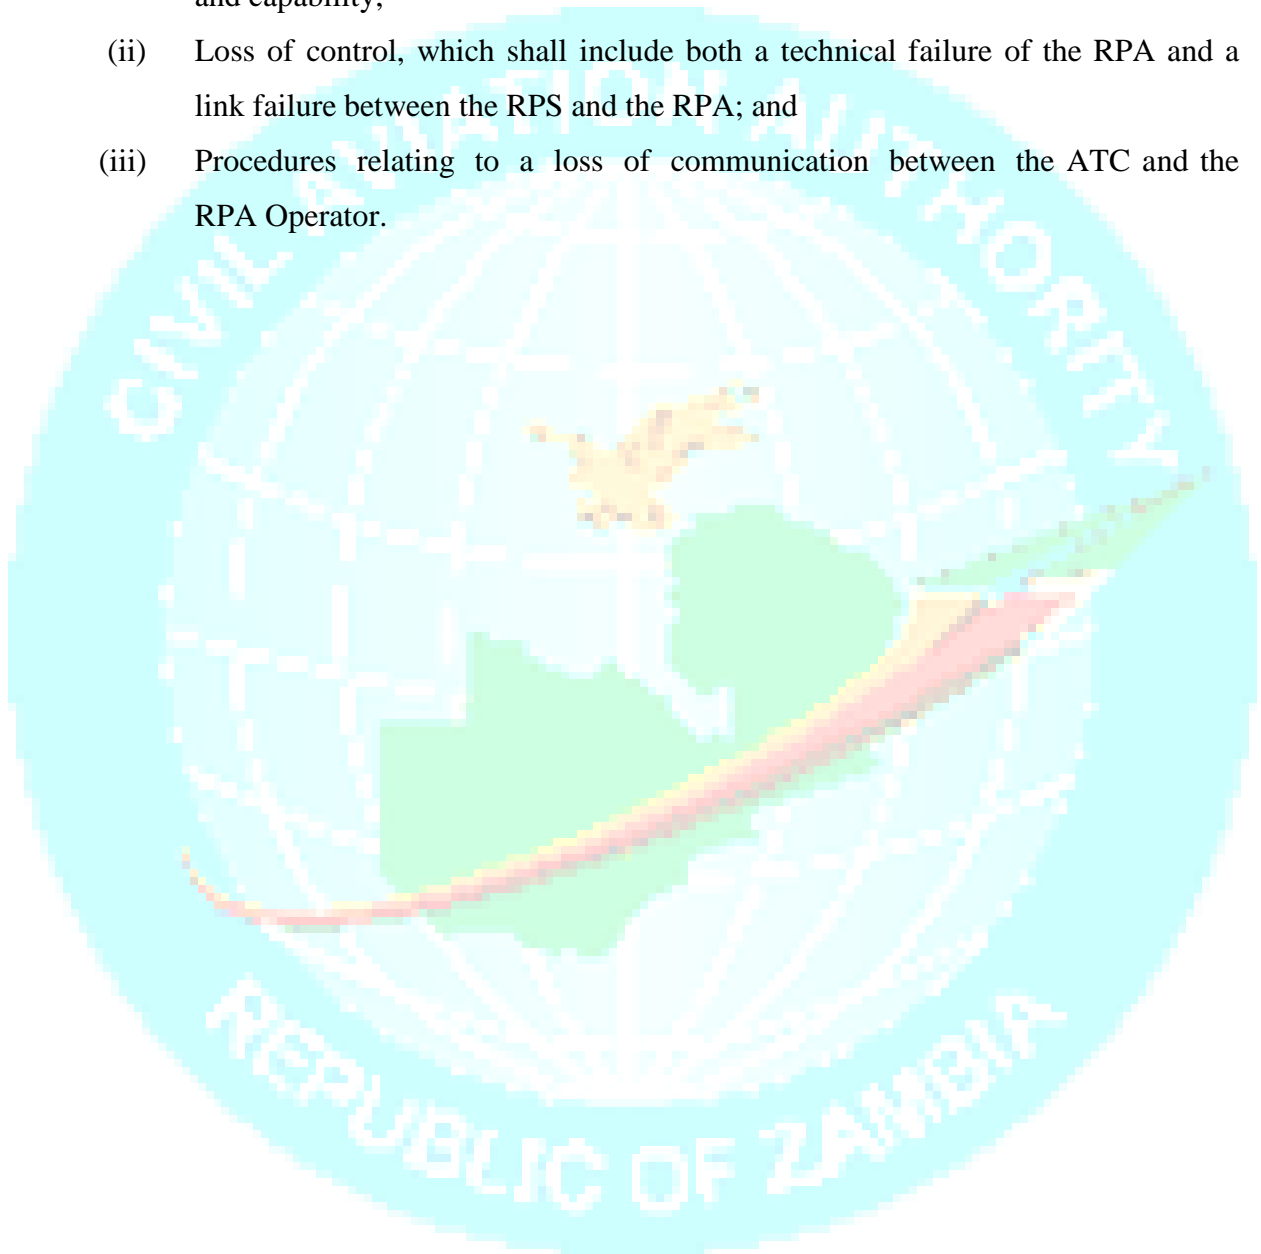 and capability;
(ii) Loss of control, which shall include both a technical failure of the RPA and a
link failure between the RPS and the RPA; and
(iii) Procedures relating to a loss of communication between the ATC and the
RPA Operator.
CIVIL AVIATION AUTHORITY
REPUBLIC OF ZAMBIA